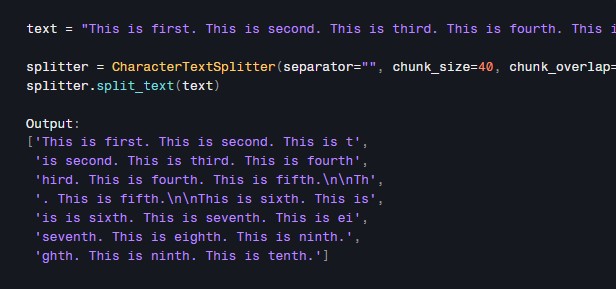 text = "This is first. This is second. This is third. This is fourth. This i
splitter = CharacterTextSplitter(separator="", chunk_size=40, chunk_overlap=
splitter.split_text(text)
Output:
['This is first. This is second. This is t',
'is second. This is third. This is fourth',
'hird. This is fourth. This is fifth.\n\nTh',
'. This is fifth.\n\nThis is sixth. This is',
'is is sixth. This is seventh. This is ei',
'seventh. This is eighth. This is ninth.',
'ghth. This is ninth. This is tenth.']